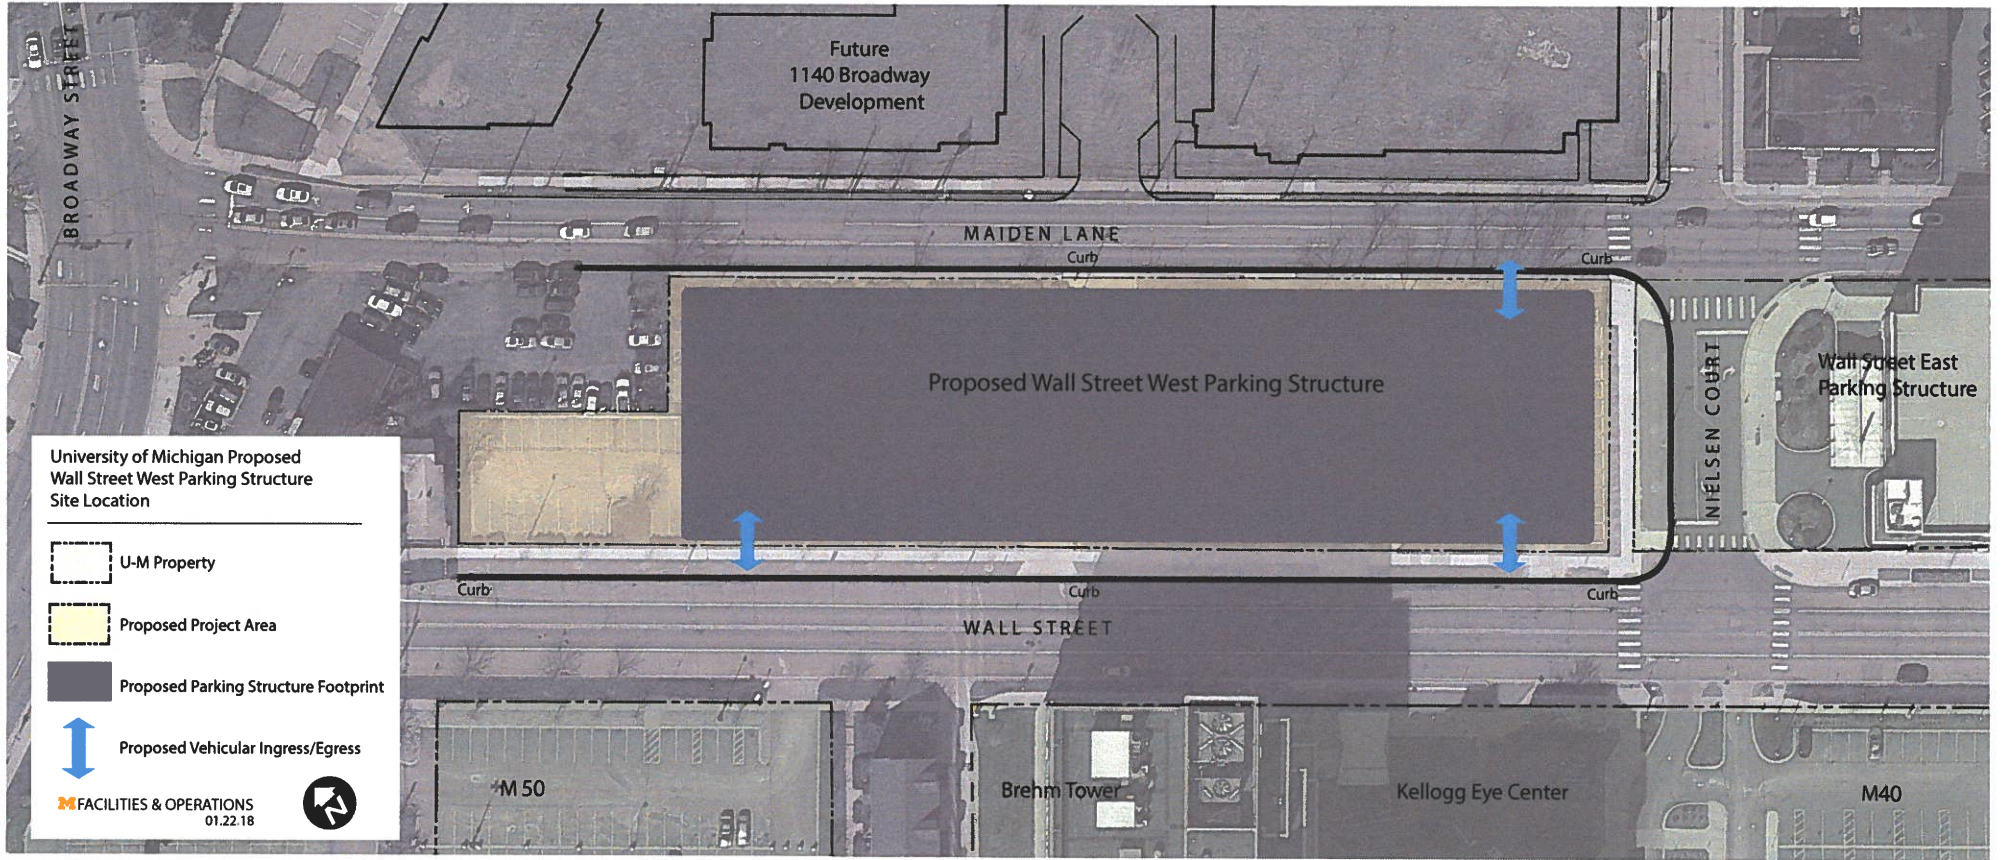 BROADWAY STREET
Future
1140 Broadway
Development
MAIDEN LANE
Curb
Curb
Proposed Wall Street West Parking Structure
NIELSEN COURT
Wall Street East
Parking Structure
University of Michigan Proposed
Wall Street West Parking Structure
Site Location
U-M Property
Proposed Project Area
Proposed Parking Structure Footprint
Proposed Vehicular Ingress/Egress
M FACILITIES & OPERATIONS
01.22.18
N
Curb
Curb
Curb
WALL STREET
M 50
Brehm Tower
Kellogg Eye Center
M40